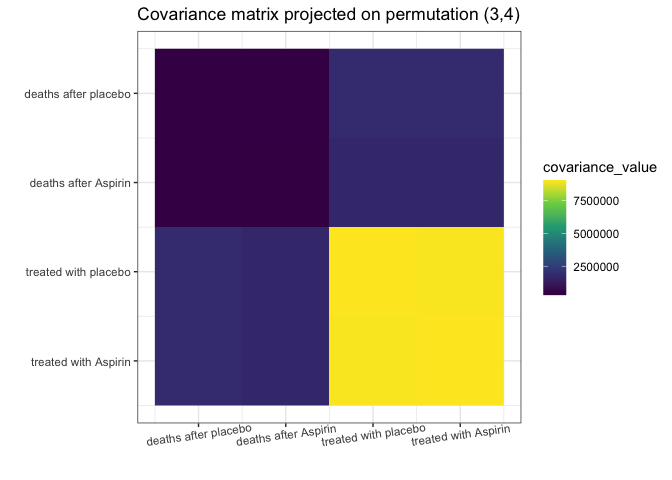 Covariance matrix projected on permutation (3,4)
deaths after placebo
deaths after Aspirin
treated with placebo
treated with Aspirin
deaths after placebo
deaths after Aspirin
treated with placebo
treated with Aspirin
covariance_value
7500000
5000000
2500000